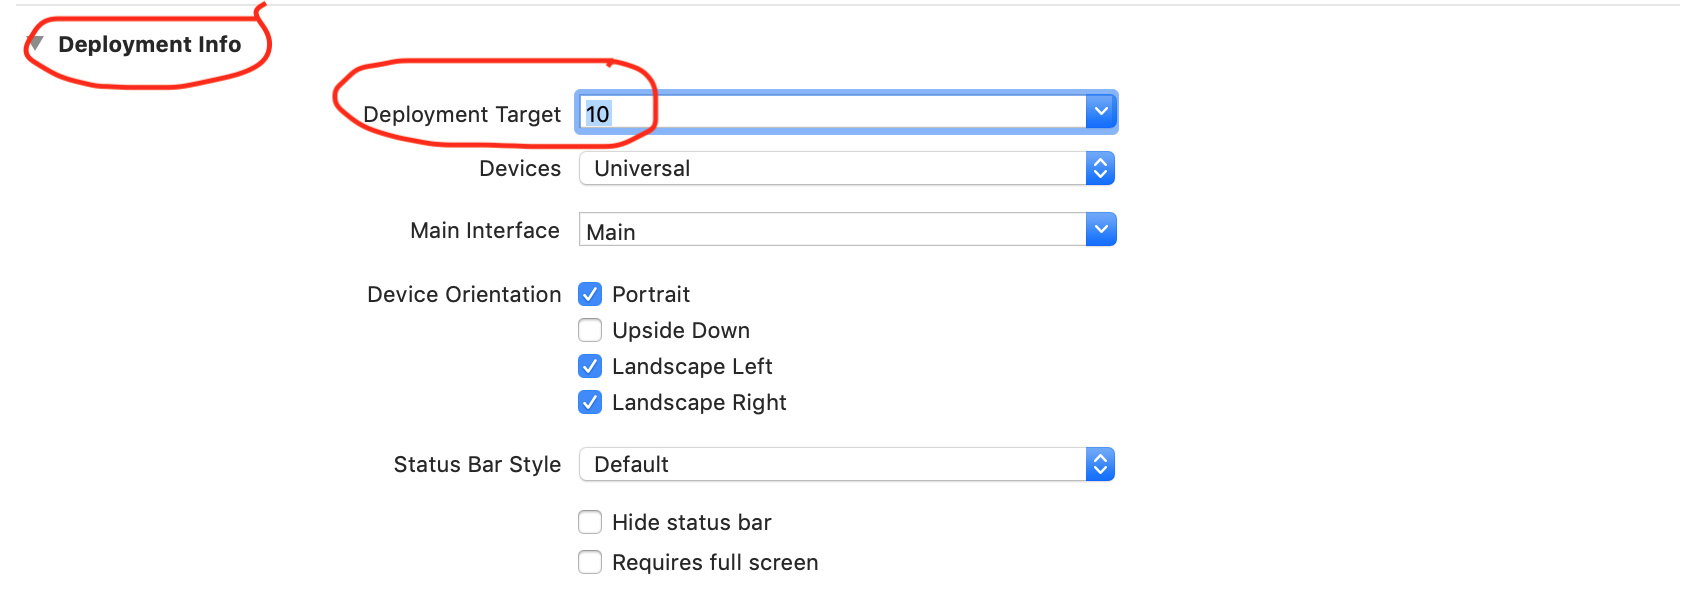 Deployment Info
Deployment Target 10
Devices Universal
Main Interface Main
Device Orientation Portrait
Upside Down
Landscape Left
Landscape Right
Status Bar Style Default
Hide status bar
Requires full screen